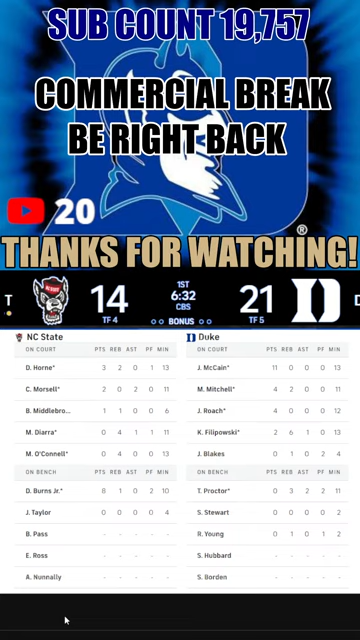 SUB COUNT 19,757
COMMERCIAL BREAK
BE RIGHT BACK
20
®
THANKS FOR WATCHING!
T 14 1ST 21 D
6:32
CBS
TF 4 BONUS TF 5
NC State
ON COURT PTS REB AST PF MIN
D. Horne* 3 2 0 1 13
C. Morsell* 2 0 2 0 11
B. Middlebro... 1 1 0 0 6
M. Diarra* 0 4 1 1 11
M. O'Connell* 0 4 0 0 13
ON BENCH PTS REB AST PF MIN
D. Burns Jr.* 8 1 0 2 10
J. Taylor 0 0 0 0 4
B. Pass - - - - -
E. Ross - - - - -
A. Nunnally - - - - -
Duke
ON COURT PTS REB AST PF MIN
J. McCain* 11 0 0 0 13
M. Mitchell* 4 2 0 0 11
J. Roach* 4 0 0 0 12
K. Filipowski* 2 6 1 0 13
J. Blakes 0 1 0 2 4
ON BENCH PTS REB AST PF MIN
T. Proctor* 0 3 2 2 11
S. Stewart 0 0 0 0 2
R. Young 0 1 0 1 2
S. Hubbard - - - - -
S. Borden - - - - -